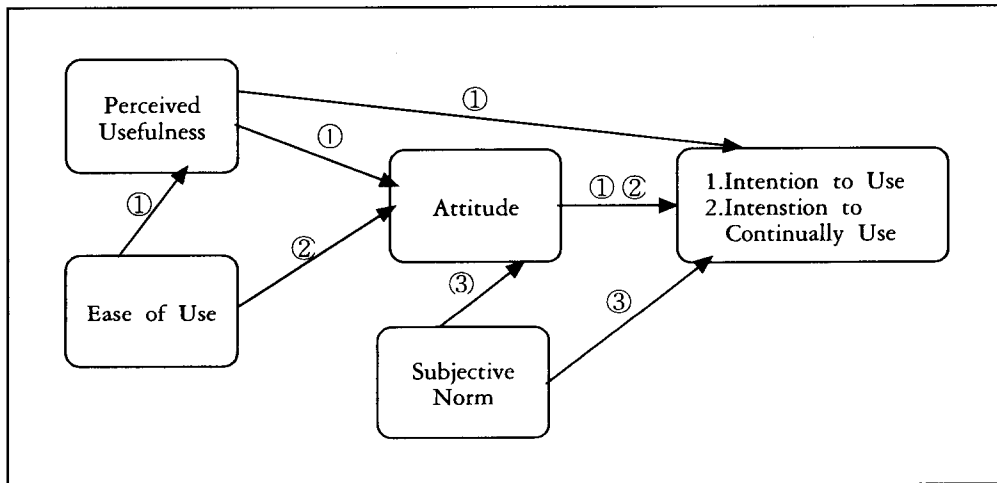 Perceived
Usefulness
①
①
①
Attitude
① ②
1.Intention to Use
2.Intenstion to
Continually Use
②
Ease of Use
③
③
Subjective
Norm